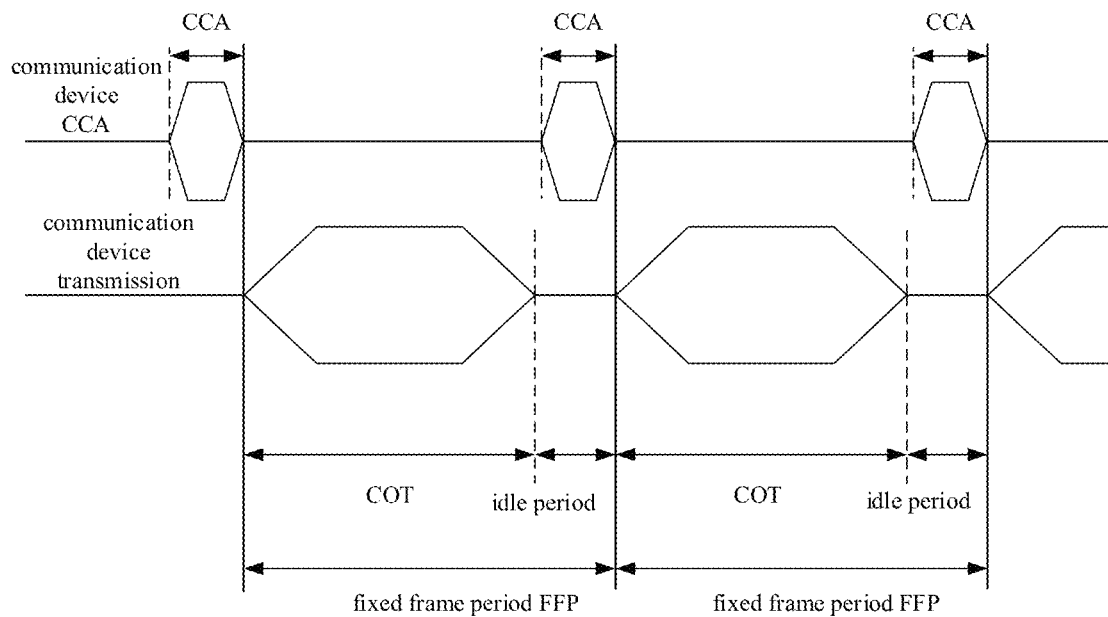 CCA
CCA
CCA
communication
device
CCA
communication
device
transmission
COT
idle period
COT
idle period
fixed frame period FFP
fixed frame period FFP